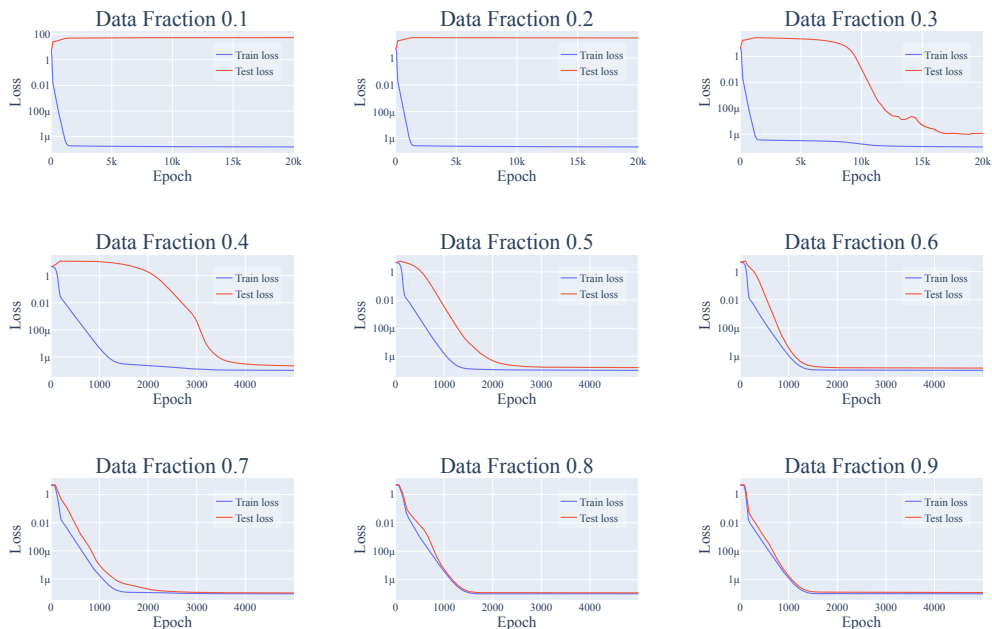 Data Fraction 0.1
100
1
0.01
100μ
1μ
Loss
Train loss
Test loss
0 5k 10k 15k 20k
Epoch
Data Fraction 0.2
1
0.01
100μ
1μ
Loss
Train loss
Test loss
0 5k 10k 15k 20k
Epoch
Data Fraction 0.3
1
0.01
100μ
1μ
Loss
Train loss
Test loss
0 5k 10k 15k 20k
Epoch
Data Fraction 0.4
1
0.01
100μ
1μ
Loss
Train loss
Test loss
0 1000 2000 3000 4000
Epoch
Data Fraction 0.5
1
0.01
100μ
1μ
Loss
Train loss
Test loss
0 1000 2000 3000 4000
Epoch
Data Fraction 0.6
1
0.01
100μ
1μ
Loss
Train loss
Test loss
0 1000 2000 3000 4000
Epoch
Data Fraction 0.7
1
0.01
100μ
1μ
Loss
Train loss
Test loss
0 1000 2000 3000 4000
Epoch
Data Fraction 0.8
1
0.01
100μ
1μ
Loss
Train loss
Test loss
0 1000 2000 3000 4000
Epoch
Data Fraction 0.9
1
0.01
100μ
1μ
Loss
Train loss
Test loss
0 1000 2000 3000 4000
Epoch